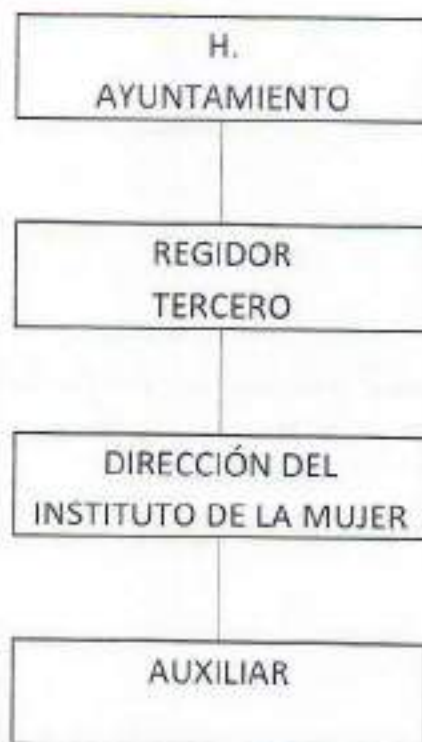 H.
AYUNTAMIENTO
REGIDOR
TERCERO
DIRECCIÓN DEL
INSTITUTO DE LA MUJER
AUXILIAR